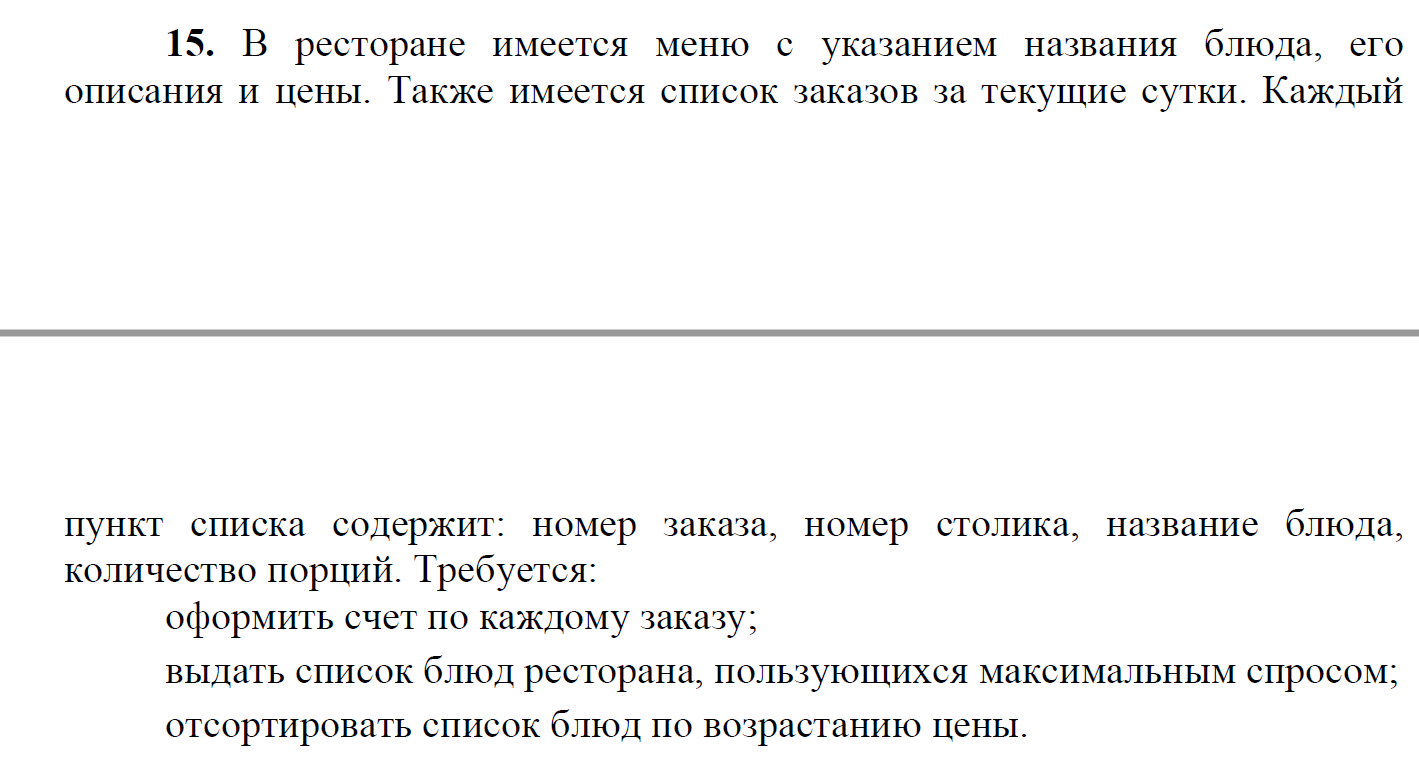 15. В ресторане имеется меню с указанием названия блюда, его
описания и цены. Также имеется список заказов за текущие сутки. Каждый
пункт списка содержит: номер заказа, номер столика, название блюда,
количество порций. Требуется:
оформить счет по каждому заказу;
выдать список блюд ресторана, пользующихся максимальным спросом;
отсортировать список блюд по возрастанию цены.